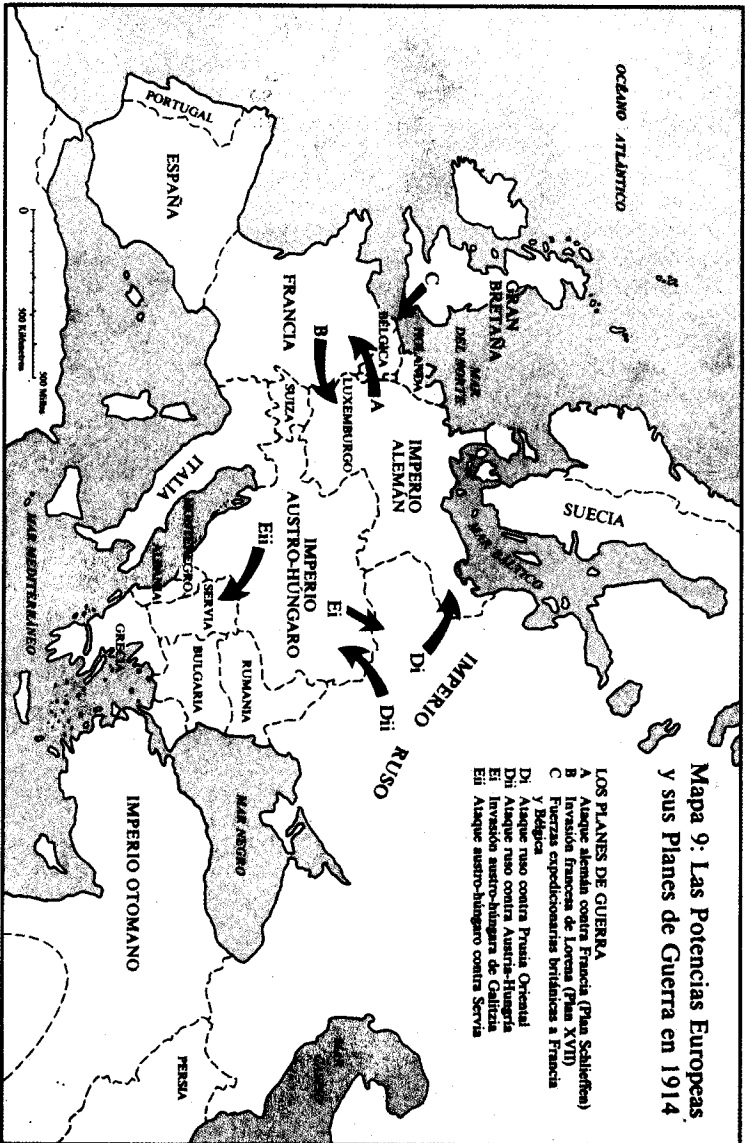 Mapa 9: Las Potencias Europeas
y sus Planes de Guerra en 1914
LOS PLANES DE GUERRA
A Ataque alemán contra Francia (Plan Schlieffen)
B Invasión francesa de Lorena (Plan XVII)
C Fuerzas expedicionarias británicas a Francia
y Bélgica
Di Ataque ruso contra Prusia Oriental
Dii Ataque ruso contra Austria-Hungría
Ei Invasión austro-húngara de Galitzia
Eii Ataque austro-húngaro contra Servia
OCÉANO ATLÁNTICO
GRAN
BRETAÑA
MAR
DEL NORTE
SUECIA
MAR BÁLTICO
C
HOLANDA
BÉLGICA
A
LUXEMBURGO
IMPERIO
ALEMÁN
Di
IMPERIO
RUSO
Dii
FRANCIA
B
SUIZA
IMPERIO
AUSTRO-HÚNGARO
Ei
Eii
PORTUGAL
ESPAÑA
ITALIA
MONTENEGRO
ALBANIA
SERVIA
RUMANIA
BULGARIA
GRECIA
MAR NEGRO
MAR MEDITERRÁNEO
IMPERIO OTOMANO
PERSIA
MAR
0
500 Millas
500 Kilómetros